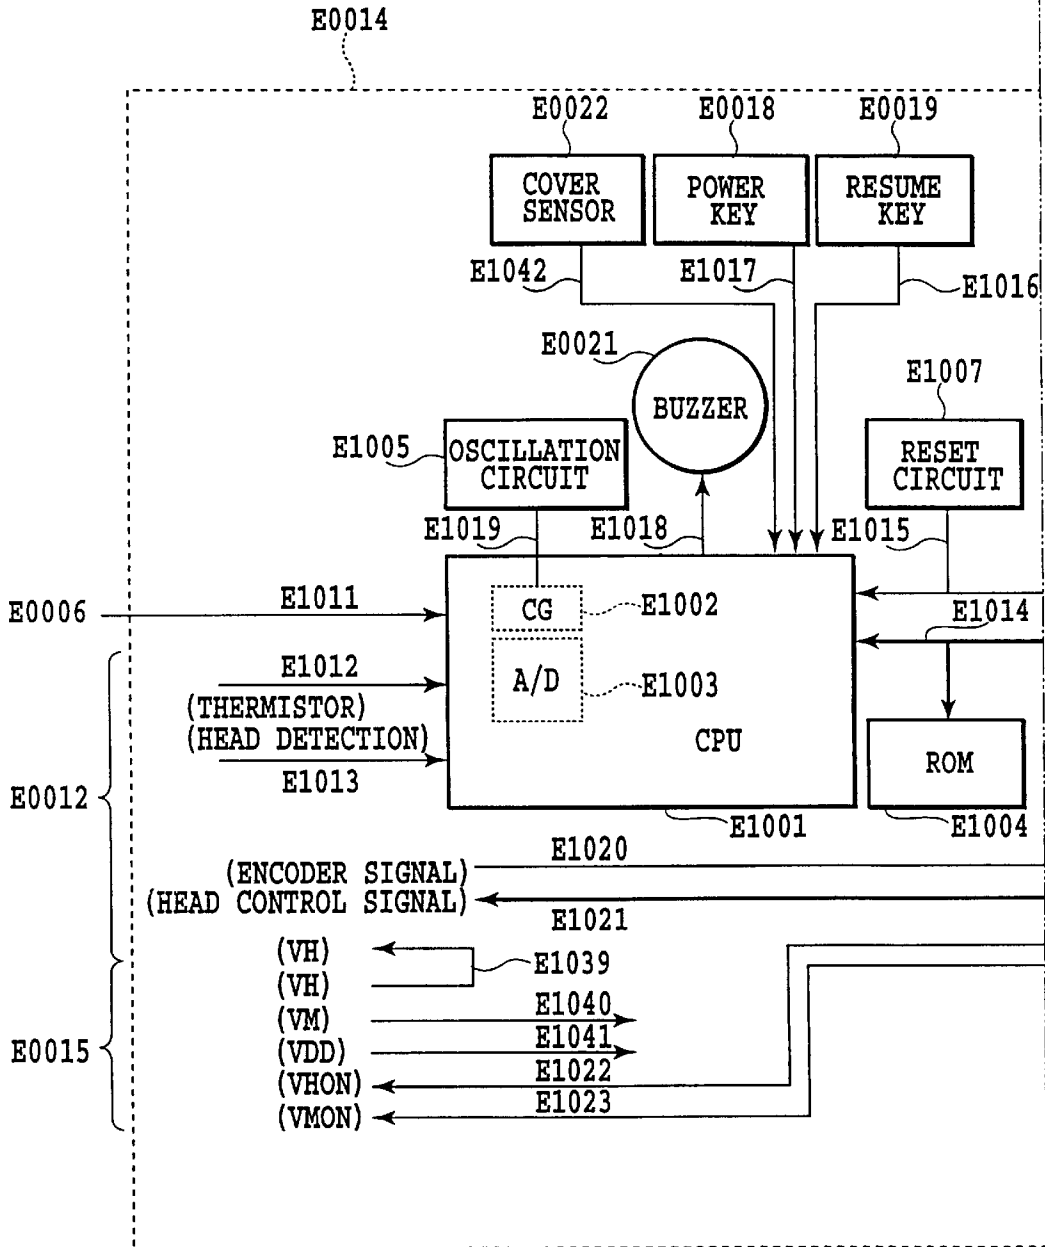 E0014
E0022
E0018
E0019
COVER
SENSOR
POWER
KEY
RESUME
KEY
E1042
E1017
E1016
E0021
BUZZER
E1007
E1005
OSCILLATION
CIRCUIT
RESET
CIRCUIT
E1019
E1018
E1015
E0006
E1011
CG
E1002
E1014
E1012
A/D
E1003
(THERMISTOR)
(HEAD DETECTION)
CPU
ROM
E1013
E0012
E1001
E1004
E1020
(ENCODER SIGNAL)
(HEAD CONTROL SIGNAL)
E1021
(VH)
E1039
(VH)
E1040
(VM)
E1041
E0015
(VDD)
E1022
(VHON)
E1023
(VMON)